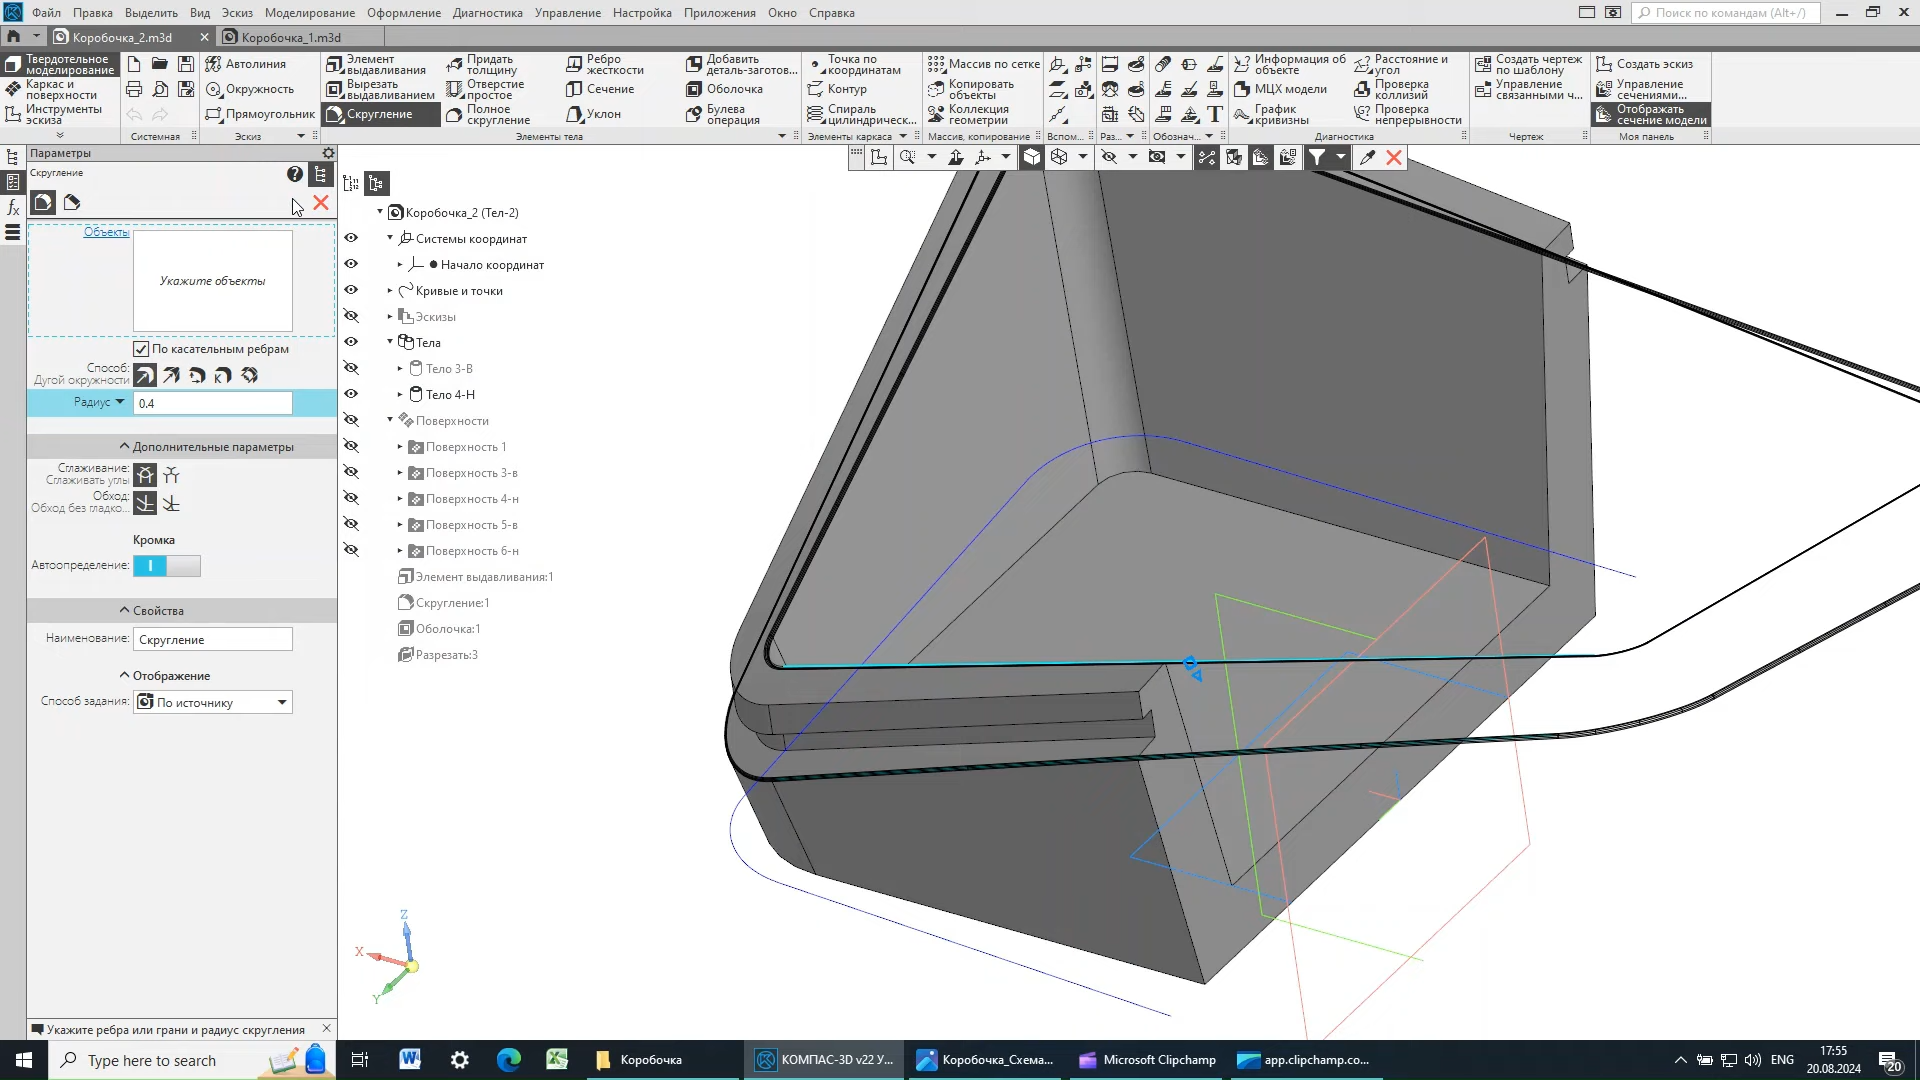 Файл Правка Выделить Вид Эскиз Моделирование Оформление Диагностика Управление Настройка Приложения Окно Справка
Поиск по командам (Alt+/)
Коробочка_2.m3d
Коробочка_1.m3d
Твердотельное моделирование
Каркас и поверхности
Инструменты эскиза
Системная
Автолиния
Окружность
Прямоугольник
Эскиз
Элемент выдавливания
Вырезать выдавливанием
Скругление
Придать толщину
Отверстие простое
Полное скругление
Ребро жесткости
Сечение
Уклон
Добавить деталь-заготов...
Оболочка
Булева операция
Элементы тела
Точка по координатам
Контур
Спираль цилиндрическ...
Элементы каркаса
Массив по сетке
Копировать объекты
Коллекция геометрии
Массив, копирование
Вспом...
Раз...
Обознач...
Информация об объекте
МЦХ модели
График кривизны
Расстояние и угол
Проверка коллизий
Проверка непрерывности
Диагностика
Создать чертеж по шаблону
Управление связанными ч...
Чертеж
Создать эскиз
Управление сечениями...
Отображать сечение модели
Моя панель
Параметры
Скругление
Объекты
Укажите объекты
По касательным ребрам
Способ:
Дугой окружности
Радиус
0.4
Дополнительные параметры
Сглаживание:
Сглаживать углы
Обход:
Обход без гладко...
Кромка
Автоопределение:
Свойства
Наименование:
Скругление
Отображение
Способ задания:
По источнику
Укажите ребра или грани и радиус скругления
Коробочка_2 (Тел-2)
Системы координат
Начало координат
Кривые и точки
Эскизы
Тела
Тело 3-В
Тело 4-Н
Поверхности
Поверхность 1
Поверхность 3-в
Поверхность 4-н
Поверхность 5-в
Поверхность 6-н
Элемент выдавливания:1
Скругление:1
Оболочка:1
Разрезать:3
Z
X
Y
Type here to search
Коробочка
КОМПАС-3D v22 У...
Коробочка_Схема...
Microsoft Clipchamp
app.clipchamp.co...
ENG
17:55
20.08.2024
20